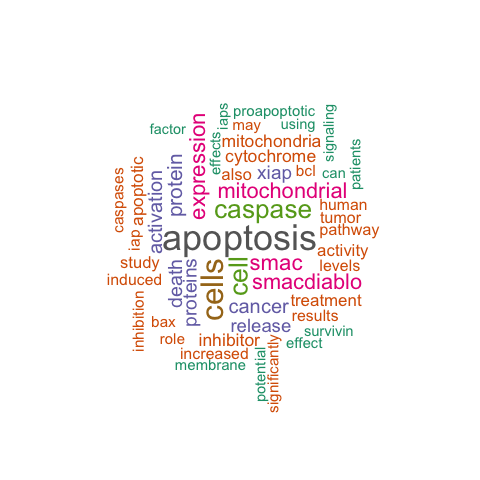 proapoptotic
iaps
factor
may
using
signaling
expression
effects
mitochondria
cytochrome
patients
protein
apoptotic
caspases
also
xiap
bcl
can
activation
mitochondrial
human
caspase
tumor
iap
apoptosis
pathway
activity
study
death
proteins
cells
cell
smac
levels
induced
smacdiablo
inhibition
cancer
treatment
bax
release
results
role
inhibitor
survivin
increased
effect
membrane
potential
significantly